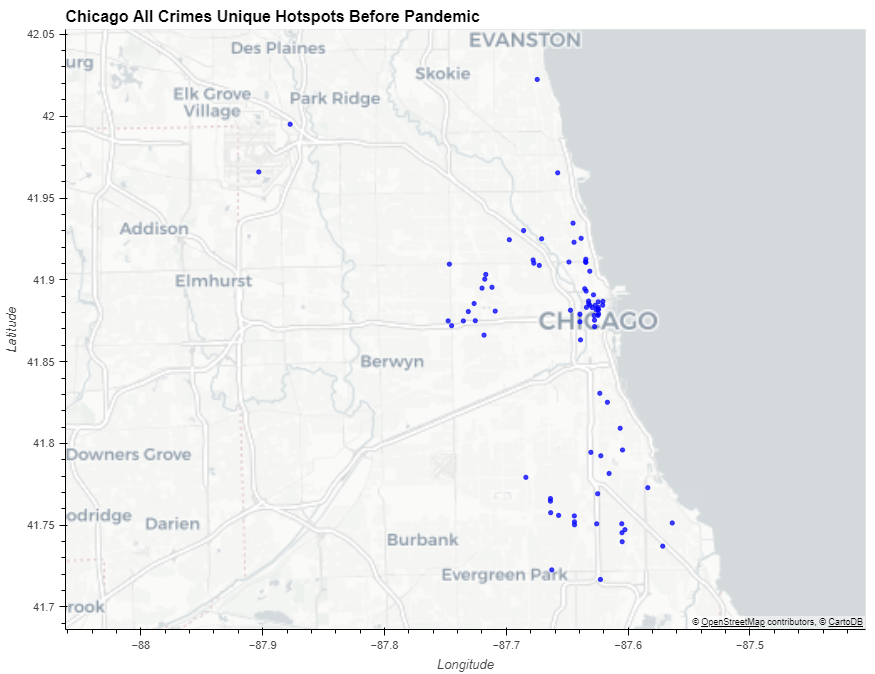 Chicago All Crimes Unique Hotspots Before Pandemic
42.05
EVANSTON
Des Plaines
urg
Skokie
Elk Grove
Village
Park Ridge
42
41.95
Addison
Elmhurst
41.9
CHICAGO
Latitude
41.85
Berwyn
41.8
Downers Grove
odridge
Darien
41.75
Burbank
Evergreen Park
41.7
rook
© OpenStreetMap contributors, © CartoDB
−88
−87.9
−87.8
−87.7
−87.6
−87.5
Longitude